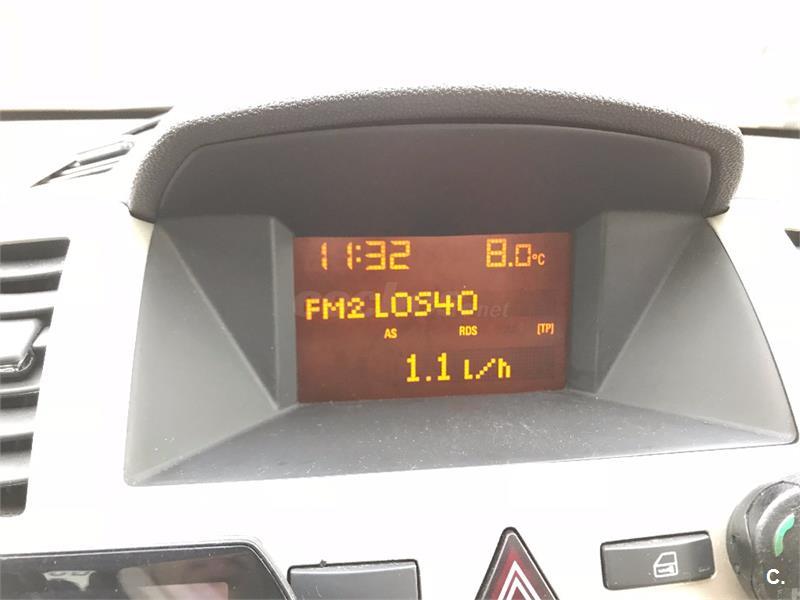 11:32 8.0°C
FM2 LOS40
AS RDS [TP]
1.1 l/h
C.